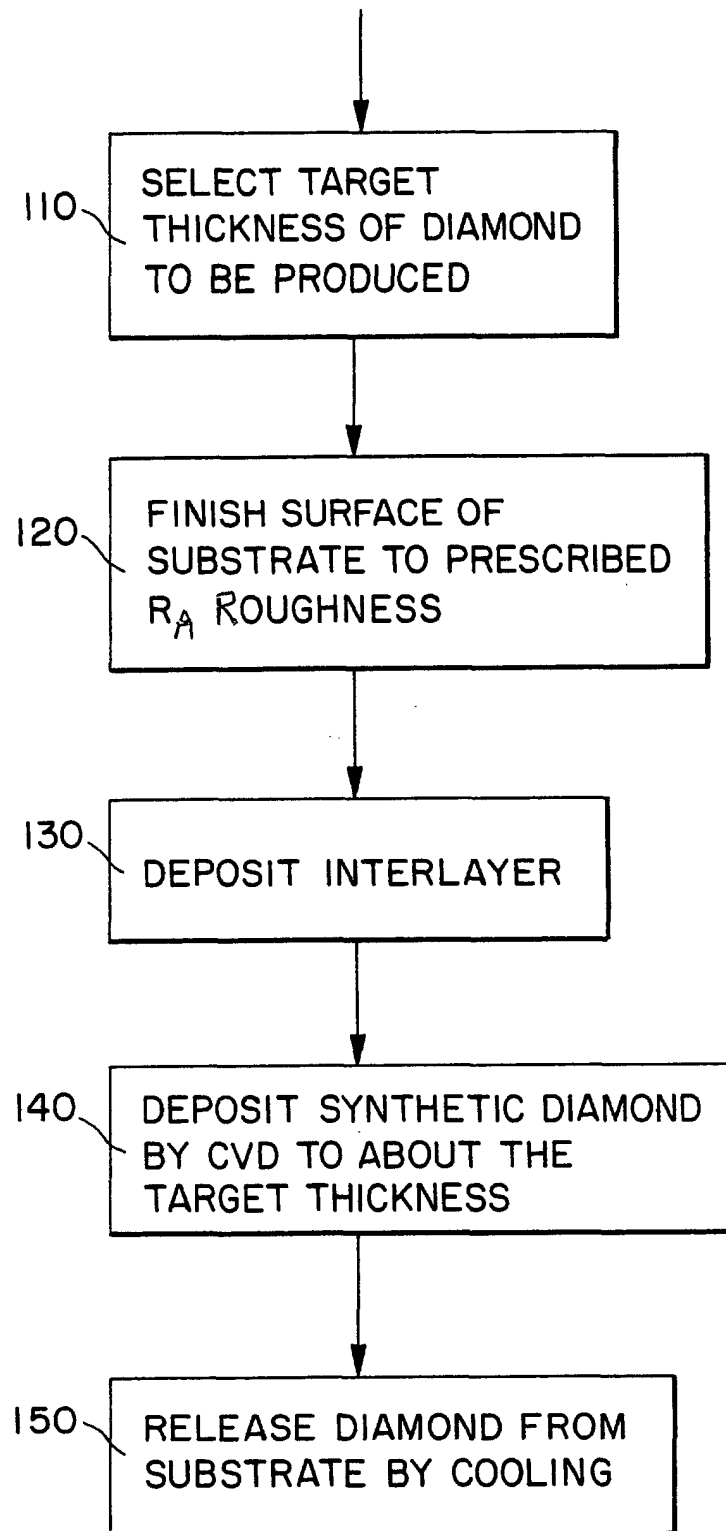 110
SELECT TARGET
THICKNESS OF DIAMOND
TO BE PRODUCED
120
FINISH SURFACE OF
SUBSTRATE TO PRESCRIBED
RA ROUGHNESS
130
DEPOSIT INTERLAYER
140
DEPOSIT SYNTHETIC DIAMOND
BY CVD TO ABOUT THE
TARGET THICKNESS
150
RELEASE DIAMOND FROM
SUBSTRATE BY COOLING